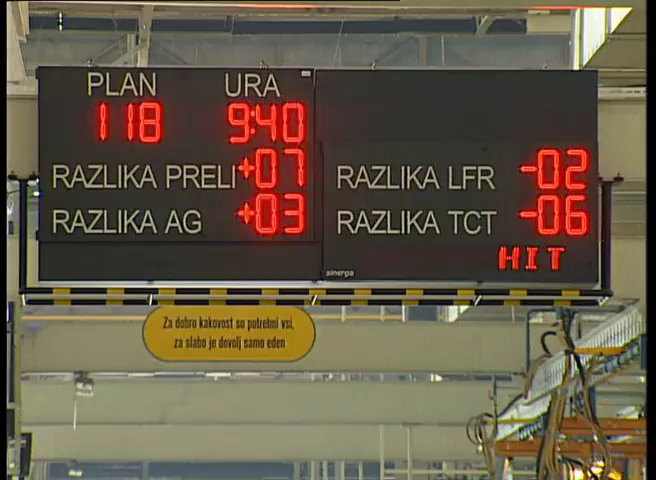 PLAN URA
118 9:40
RAZLIKA PRELI +07
RAZLIKA AG +03
RAZLIKA LFR -02
RAZLIKA TCT -06
HIT
sinerga
Za dobro kakovost so potrebni vsi,
za slabo je dovolj samo eden